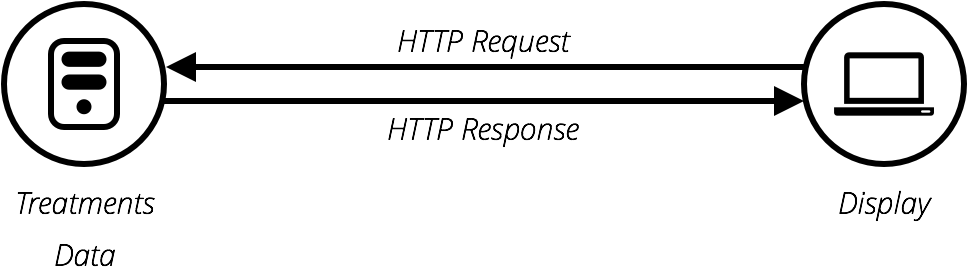 HTTP Request
HTTP Response
Treatments
Data
Display